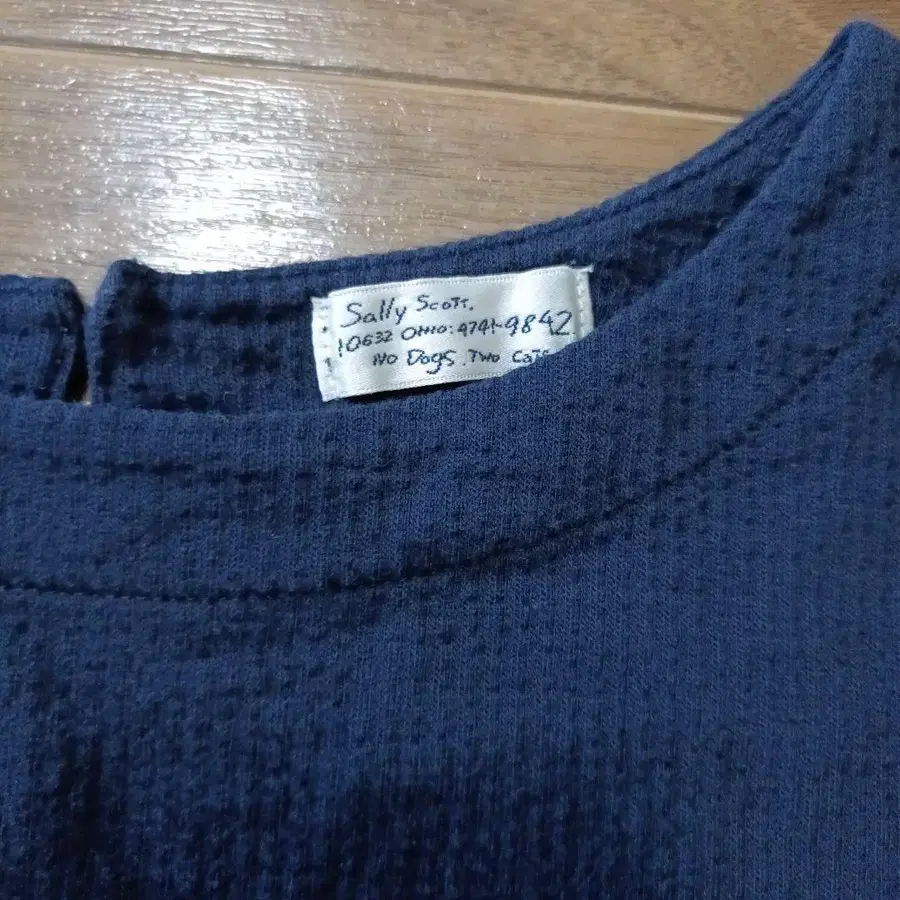 Sally Scott.
10632 OHIO: 4741-9842
No Dogs. Two Cats